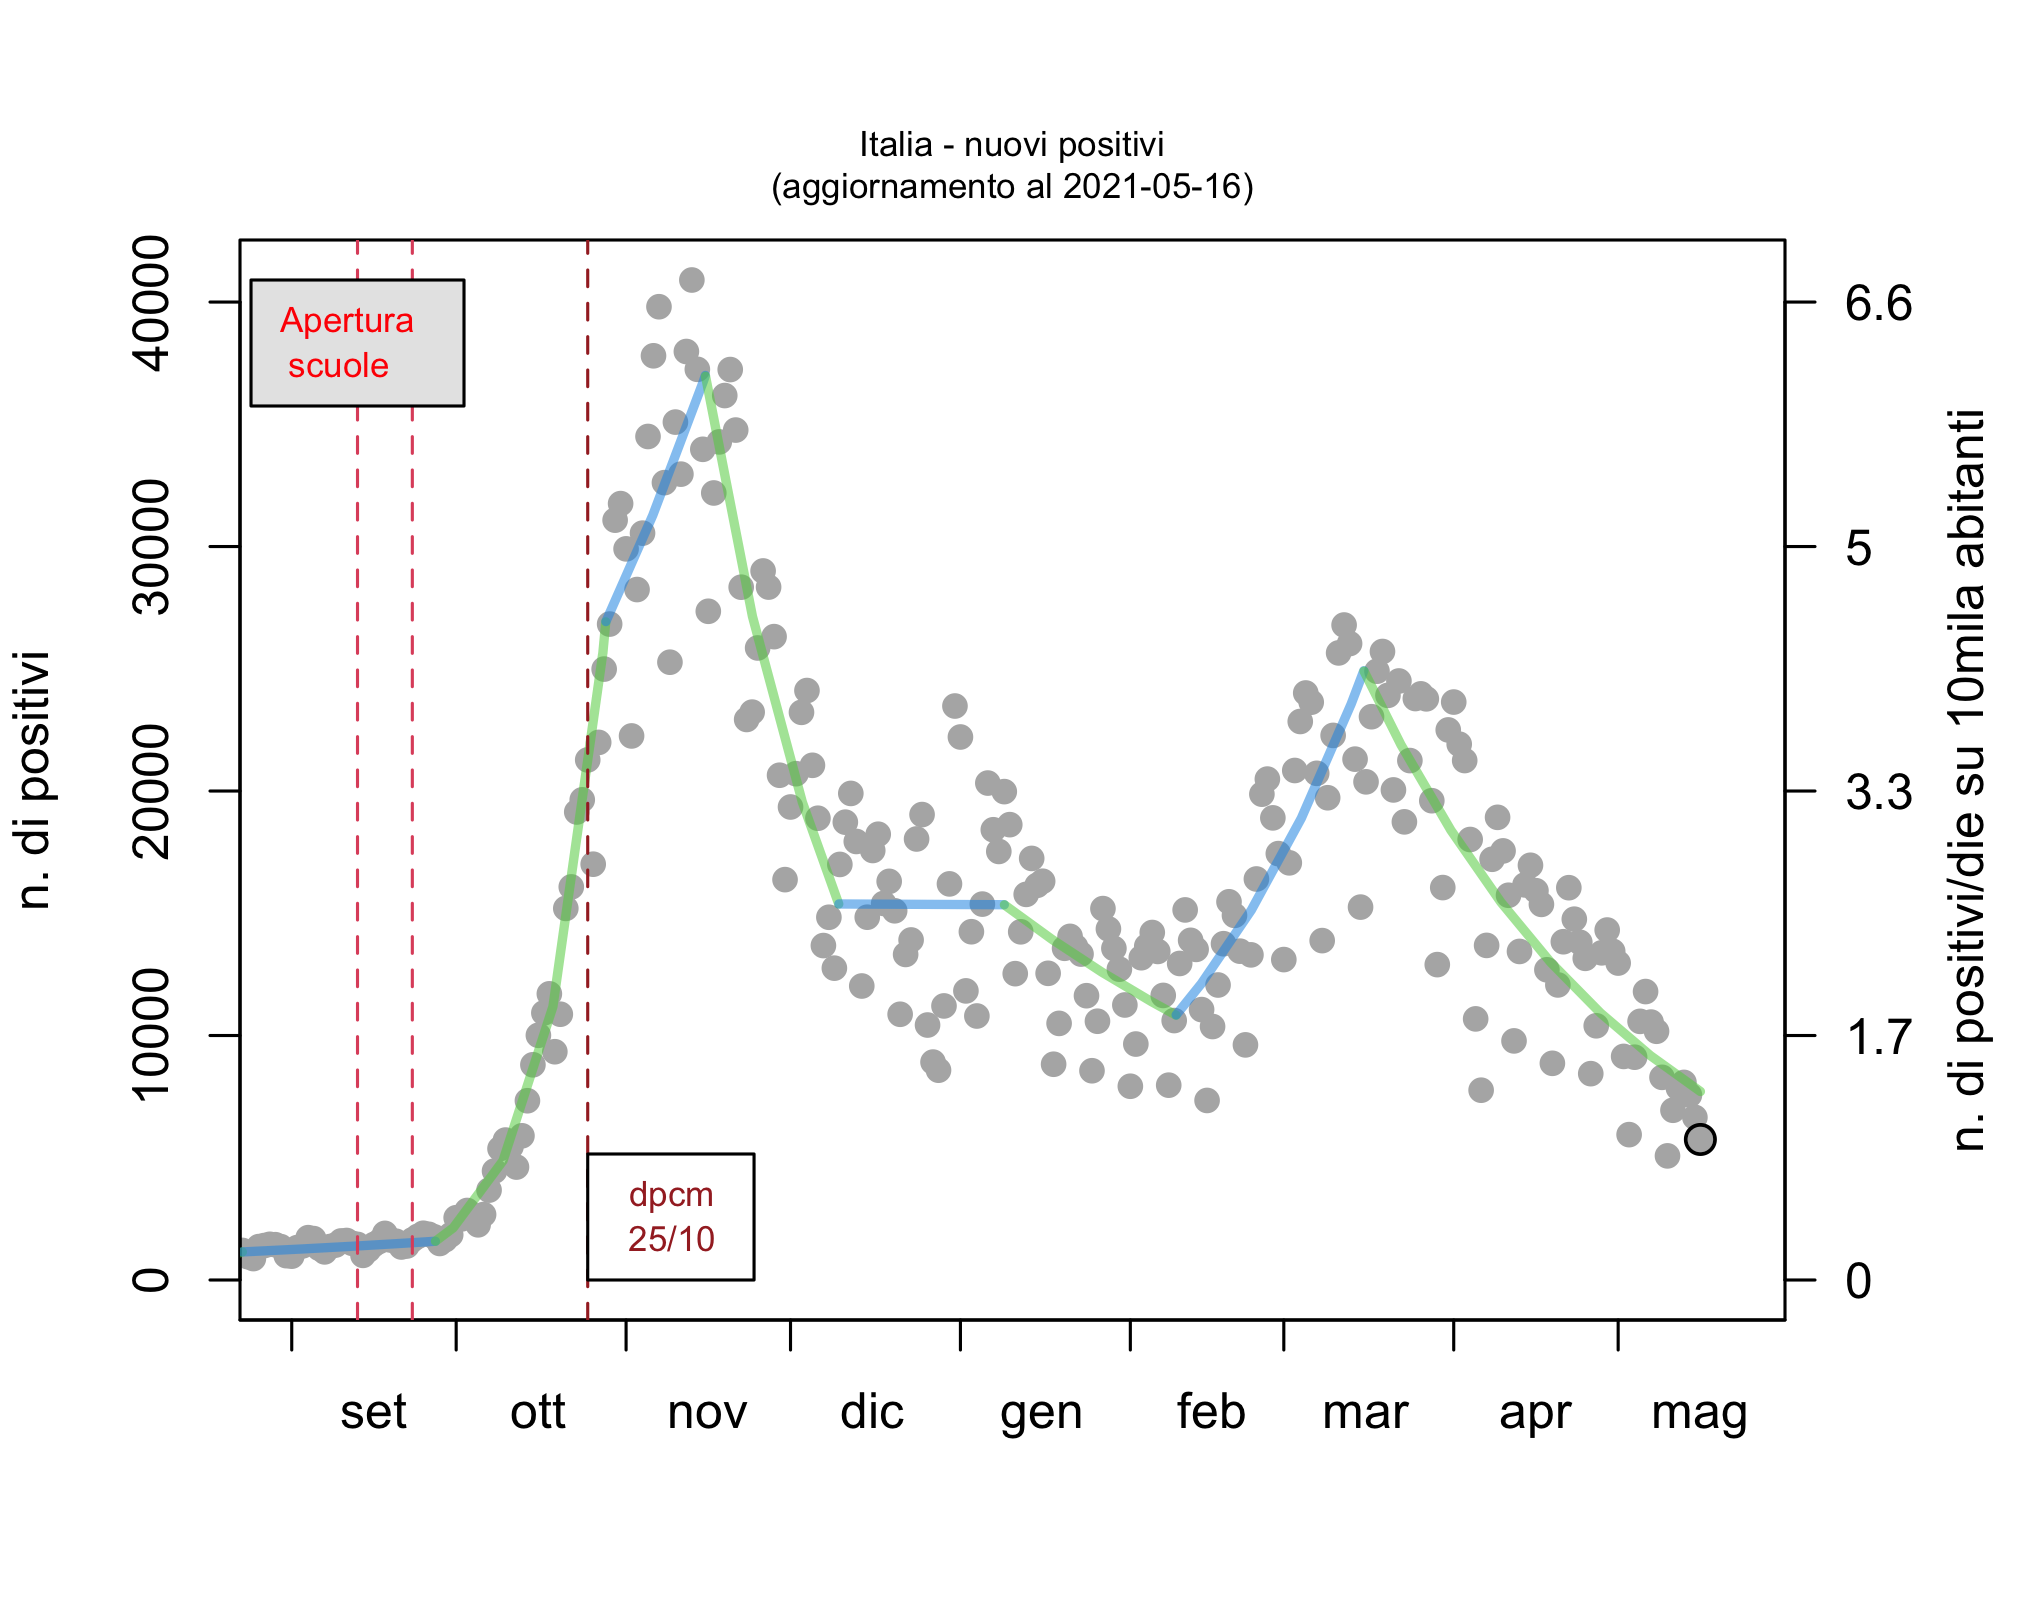 Italia - nuovi positivi
(aggiornamento al 2021-05-16)
n. di positivi
40000
30000
20000
10000
0
Apertura
scuole
dpcm
25/10
6.6
5
3.3
1.7
0
n. di positivi/die su 10mila abitanti
set ott nov dic gen feb mar apr mag